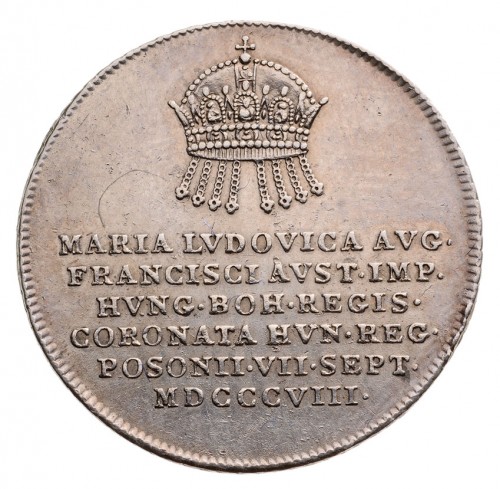 MARIA LVDOVICA AVG·
FRANCISCI AVST·IMP·
HVNG·BOH·REGIS·
CORONATA HVN·REG·
POSONII·VII·SEPT·
MDCCCVIII·